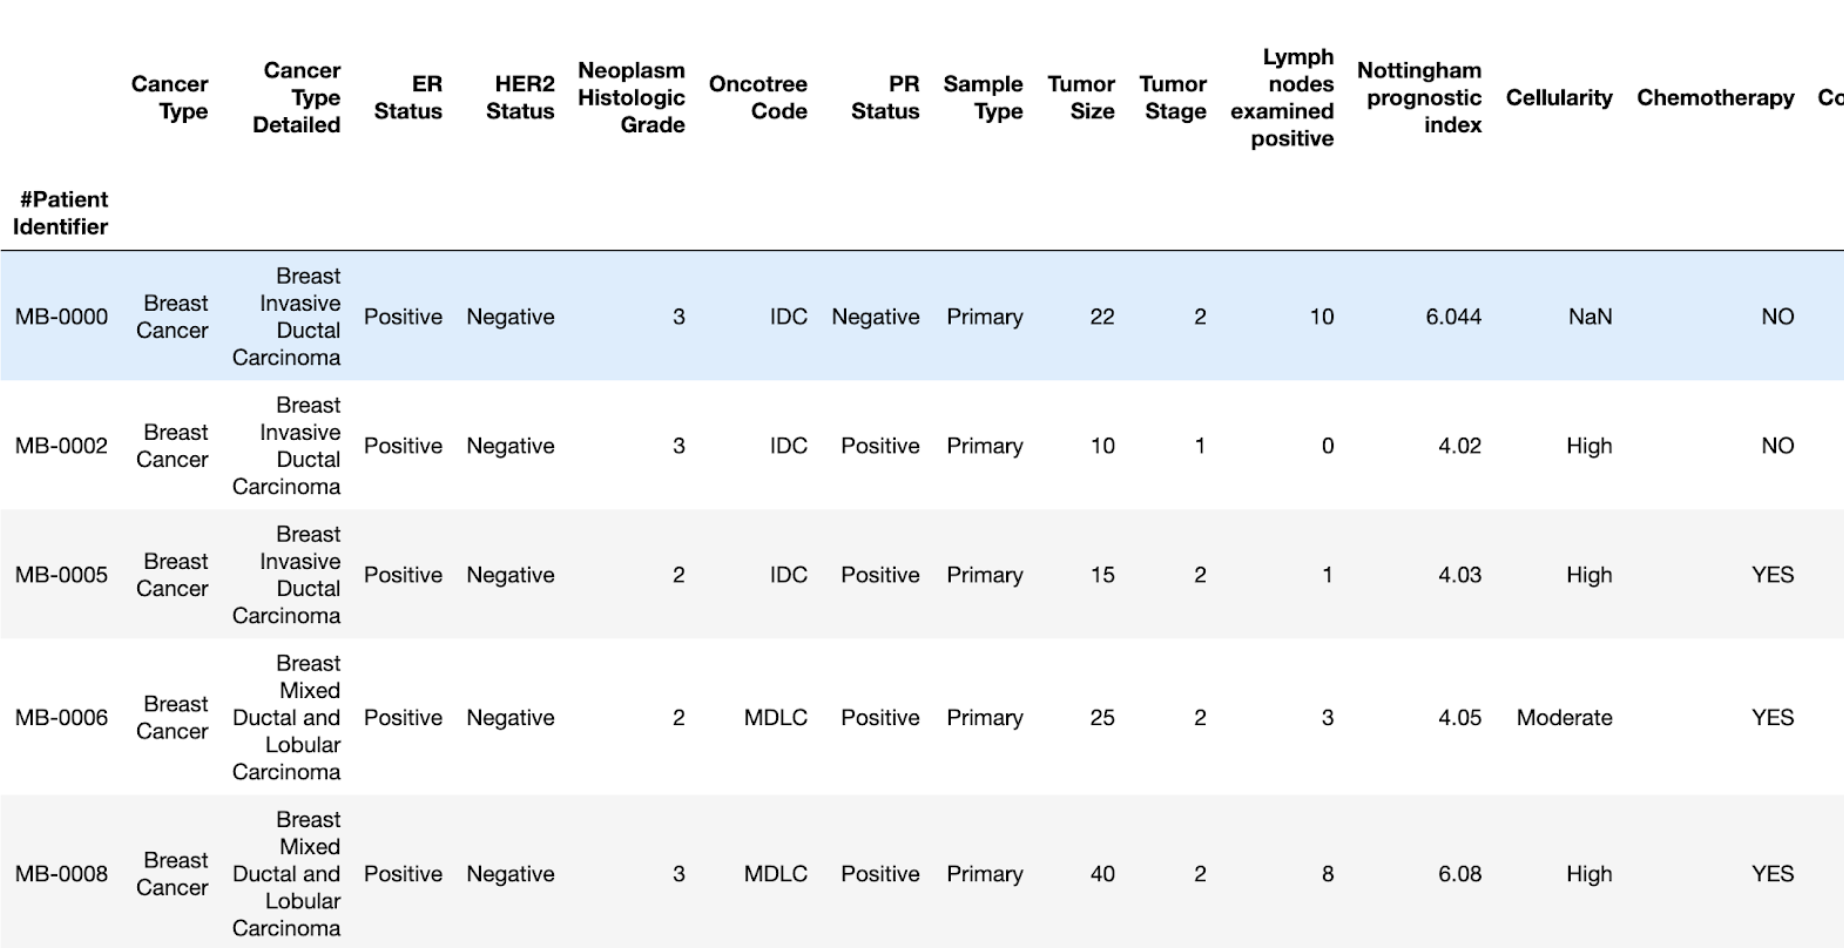 Cancer Type	Cancer Type Detailed	ER Status	HER2 Status	Neoplasm Histologic Grade	Oncotree Code	PR Status	Sample Type	Tumor Size	Tumor Stage	Lymph nodes examined positive	Nottingham prognostic index	Cellularity	Chemotherapy	Co
#Patient Identifier
MB-0000	Breast Cancer	Breast Invasive Ductal Carcinoma	Positive	Negative	3	IDC	Negative	Primary	22	2	10	6.044	NaN	NO
MB-0002	Breast Cancer	Breast Invasive Ductal Carcinoma	Positive	Negative	3	IDC	Positive	Primary	10	1	0	4.02	High	NO
MB-0005	Breast Cancer	Breast Invasive Ductal Carcinoma	Positive	Negative	2	IDC	Positive	Primary	15	2	1	4.03	High	YES
MB-0006	Breast Cancer	Breast Mixed Ductal and Lobular Carcinoma	Positive	Negative	2	MDLC	Positive	Primary	25	2	3	4.05	Moderate	YES
MB-0008	Breast Cancer	Breast Mixed Ductal and Lobular Carcinoma	Positive	Negative	3	MDLC	Positive	Primary	40	2	8	6.08	High	YES